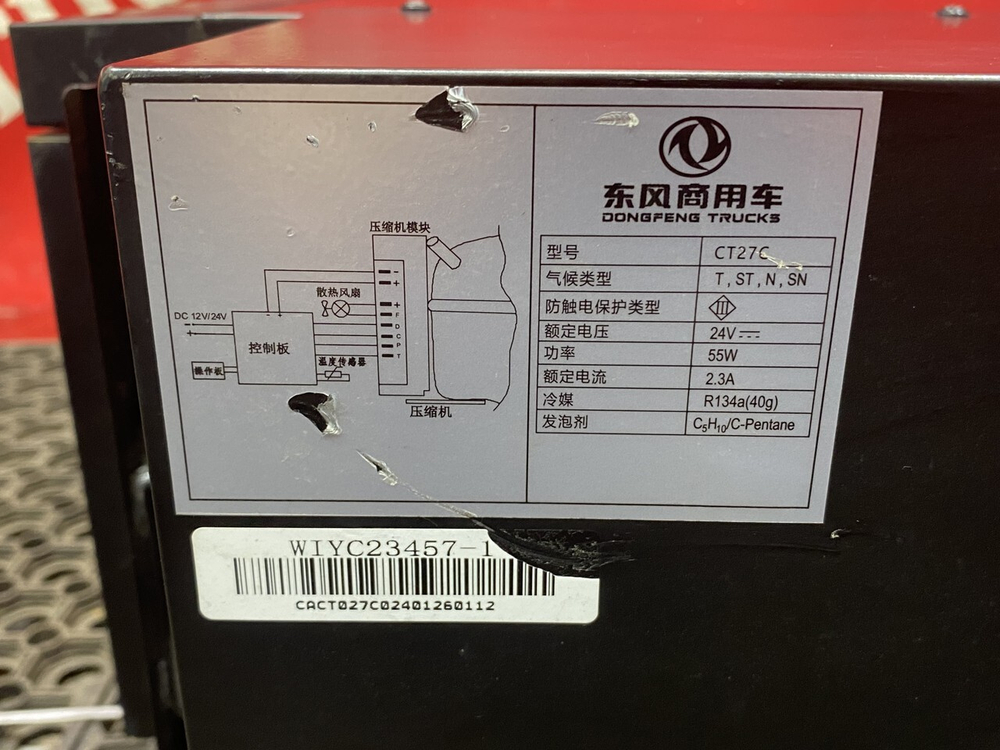 压缩机模块
散热风扇
DC 12V/24V
控制板
操作板
温度传感器
压缩机
-
+
+
F
D
C
P
T
东风商用车
DONGFENG TRUCKS
型号 CT27C
气候类型 T , ST , N , SN
防触电保护类型 III
额定电压 24V
功率 55W
额定电流 2.3A
冷媒 R134a(40g)
发泡剂 C₅H₁₀/C-Pentane
WIYC23457-1
CACT027C02401260112